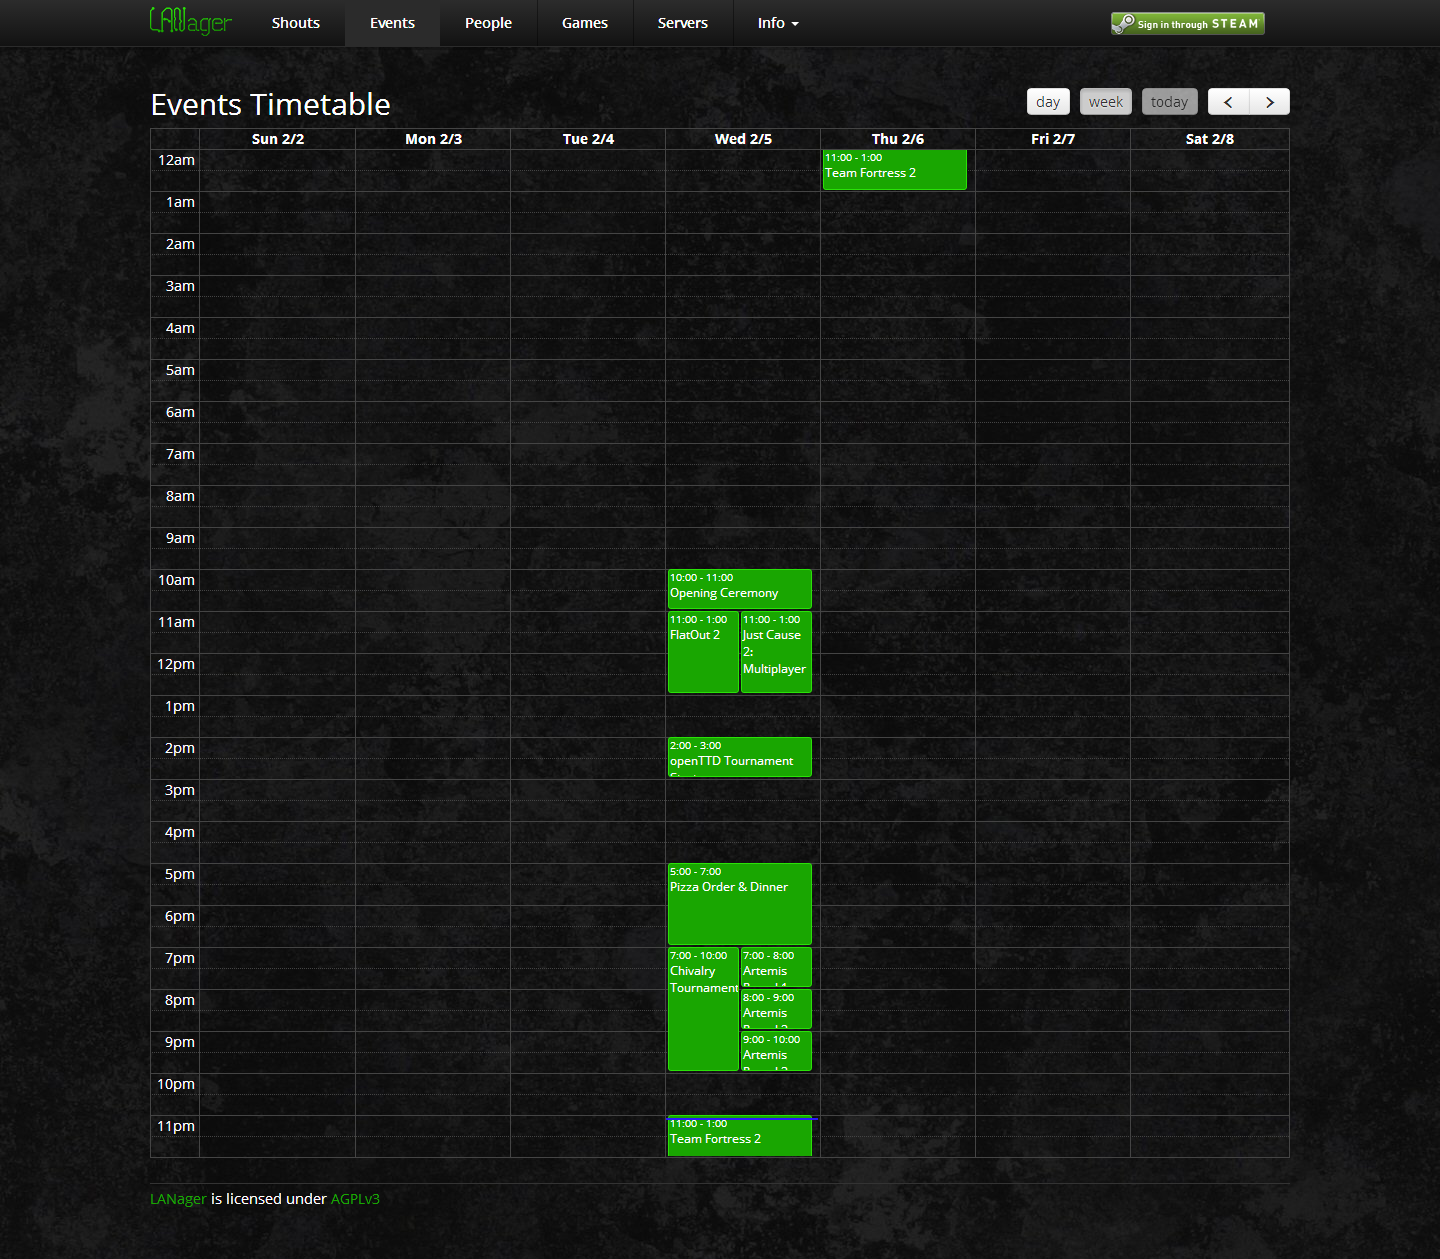 LANager
Shouts
Events
People
Games
Servers
Info
Sign in through STEAM
Events Timetable
day
week
today
Sun 2/2
Mon 2/3
Tue 2/4
Wed 2/5
Thu 2/6
Fri 2/7
Sat 2/8
12am
11:00 - 1:00
Team Fortress 2
1am
2am
3am
4am
5am
6am
7am
8am
9am
10am
10:00 - 11:00
Opening Ceremony
11am
11:00 - 1:00
FlatOut 2
11:00 - 1:00
Just Cause
2:
Multiplayer
12pm
1pm
2pm
2:00 - 3:00
openTTD Tournament
3pm
4pm
5pm
5:00 - 7:00
Pizza Order & Dinner
6pm
7pm
7:00 - 10:00
Chivalry
Tournament
7:00 - 8:00
Artemis
8pm
8:00 - 9:00
Artemis
9pm
9:00 - 10:00
Artemis
10pm
11pm
11:00 - 1:00
Team Fortress 2
LANager is licensed under AGPLv3